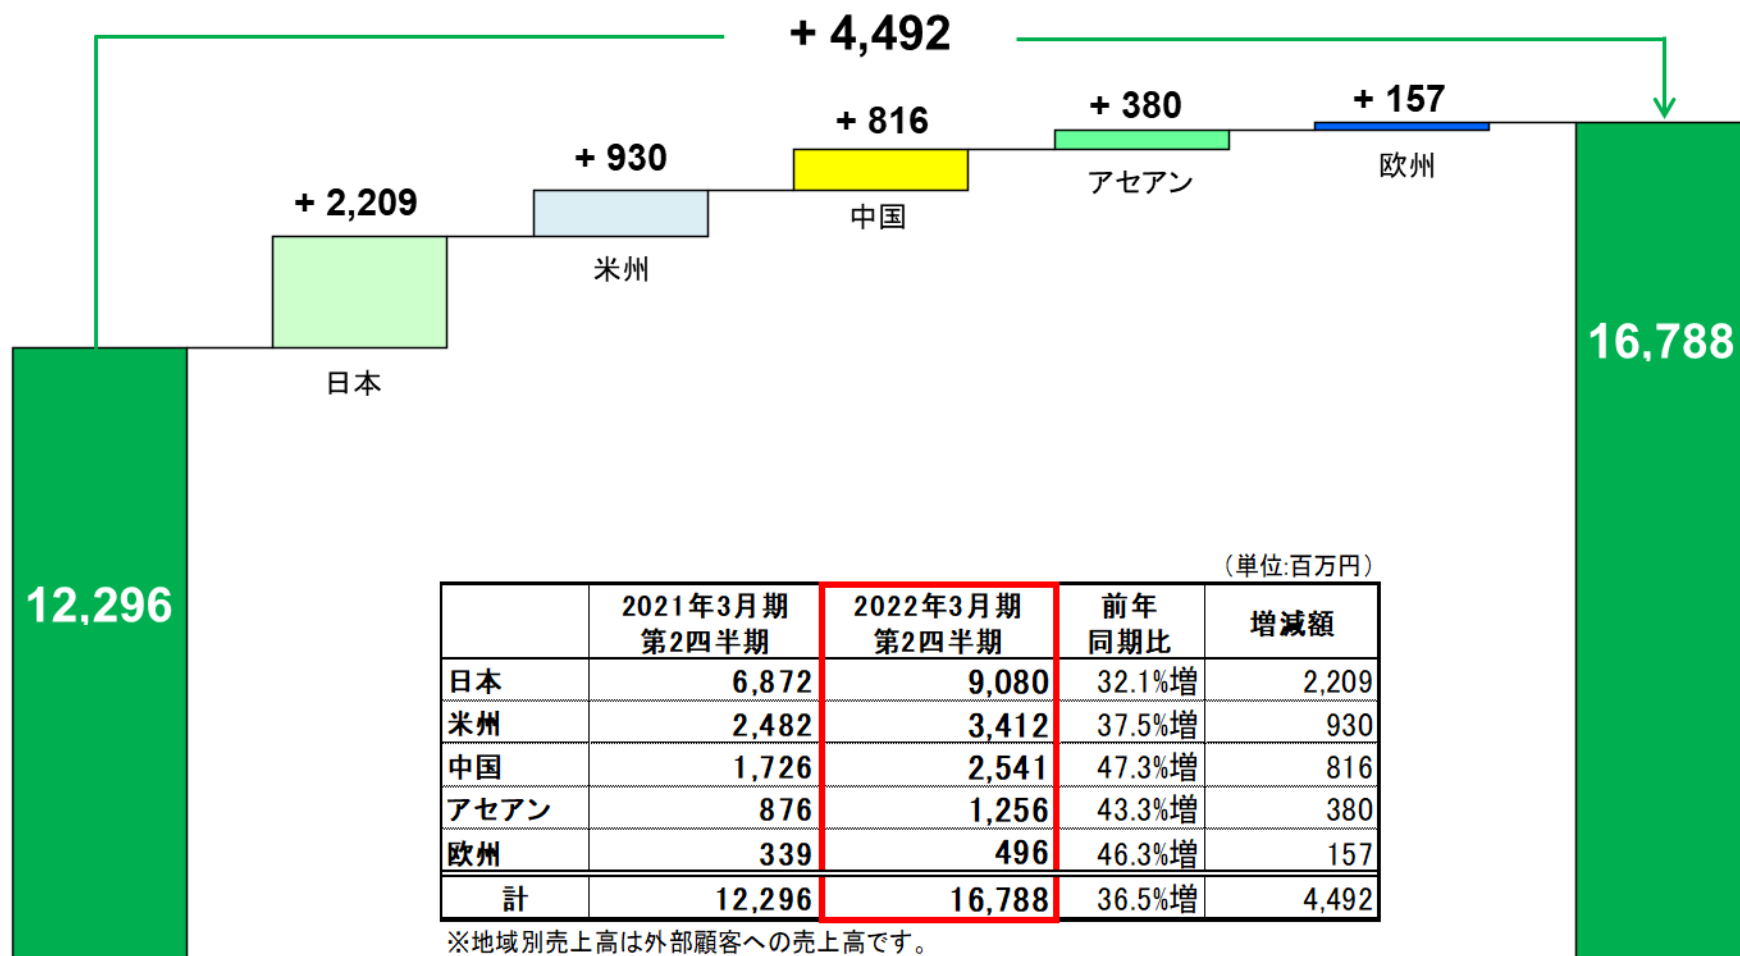 + 4,492
+ 157
+ 380
+ 816
+ 930
+ 2,209
欧州
アセアン
中国
米州
日本
16,788
12,296
（単位:百万円）
2021年3月期 2022年3月期 前年 増減額
第2四半期 第2四半期 同期比
日本 6,872 9,080 32.1%増 2,209
米州 2,482 3,412 37.5%増 930
中国 1,726 2,541 47.3%増 816
アセアン 876 1,256 43.3%増 380
欧州 339 496 46.3%増 157
計 12,296 16,788 36.5%増 4,492
※地域別売上高は外部顧客への売上高です。